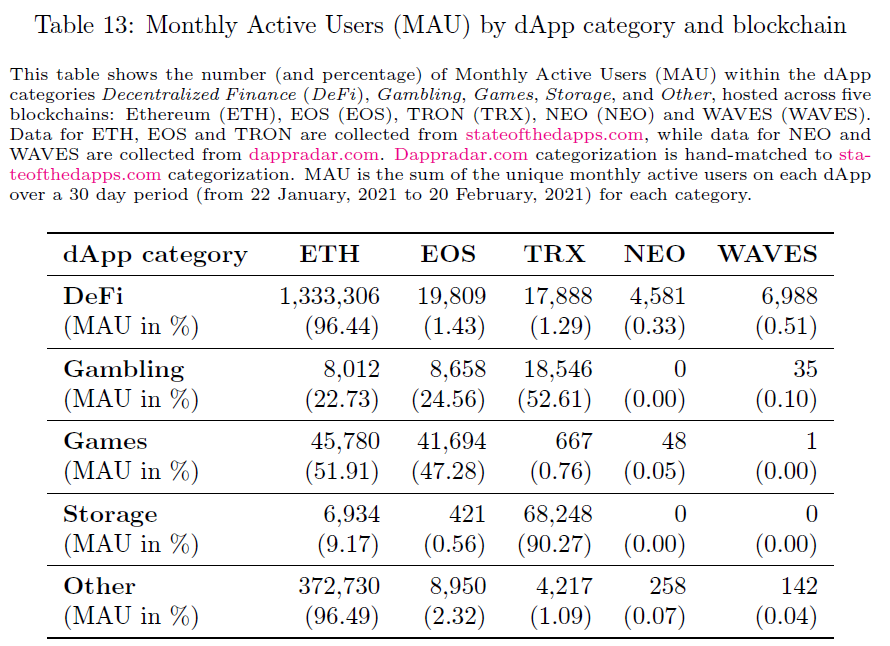 Table 13: Monthly Active Users (MAU) by dApp category and blockchain
This table shows the number (and percentage) of Monthly Active Users (MAU) within the dApp
categories Decentralized Finance (DeFi), Gambling, Games, Storage, and Other, hosted across five
blockchains: Ethereum (ETH), EOS (EOS), TRON (TRX), NEO (NEO) and WAVES (WAVES).
Data for ETH, EOS and TRON are collected from stateofthedapps.com, while data for NEO and
WAVES are collected from dappradar.com. Dappradar.com categorization is hand-matched to sta-
teofthedapps.com categorization. MAU is the sum of the unique monthly active users on each dApp
over a 30 day period (from 22 January, 2021 to 20 February, 2021) for each category.
dApp category ETH EOS TRX NEO WAVES
DeFi 1,333,306 19,809 17,888 4,581 6,988
(MAU in %) (96.44) (1.43) (1.29) (0.33) (0.51)
Gambling 8,012 8,658 18,546 0 35
(MAU in %) (22.73) (24.56) (52.61) (0.00) (0.10)
Games 45,780 41,694 667 48 1
(MAU in %) (51.91) (47.28) (0.76) (0.05) (0.00)
Storage 6,934 421 68,248 0 0
(MAU in %) (9.17) (0.56) (90.27) (0.00) (0.00)
Other 372,730 8,950 4,217 258 142
(MAU in %) (96.49) (2.32) (1.09) (0.07) (0.04)